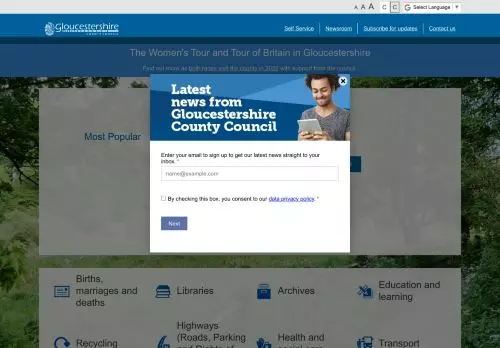 A A A C C Select Language ▼
Gloucestershire
COUNTY COUNCIL
Self Service Newsroom Subscribe for updates Contact us
The Women's Tour and Tour of Britain in Gloucestershire
Find out more as both races visit the county in 2022 with support from the council
Most Popular
Latest
news from
Gloucestershire
County Council
Enter your email to sign up to get our latest news straight to your
inbox. *
name@example.com
By checking this box, you consent to our data privacy policy. *
Next
Births,
marriages and
deaths
Libraries
Archives
Education and
learning
Recycling
Highways
(Roads, Parking
and Rights of
Health and
social care
Transport